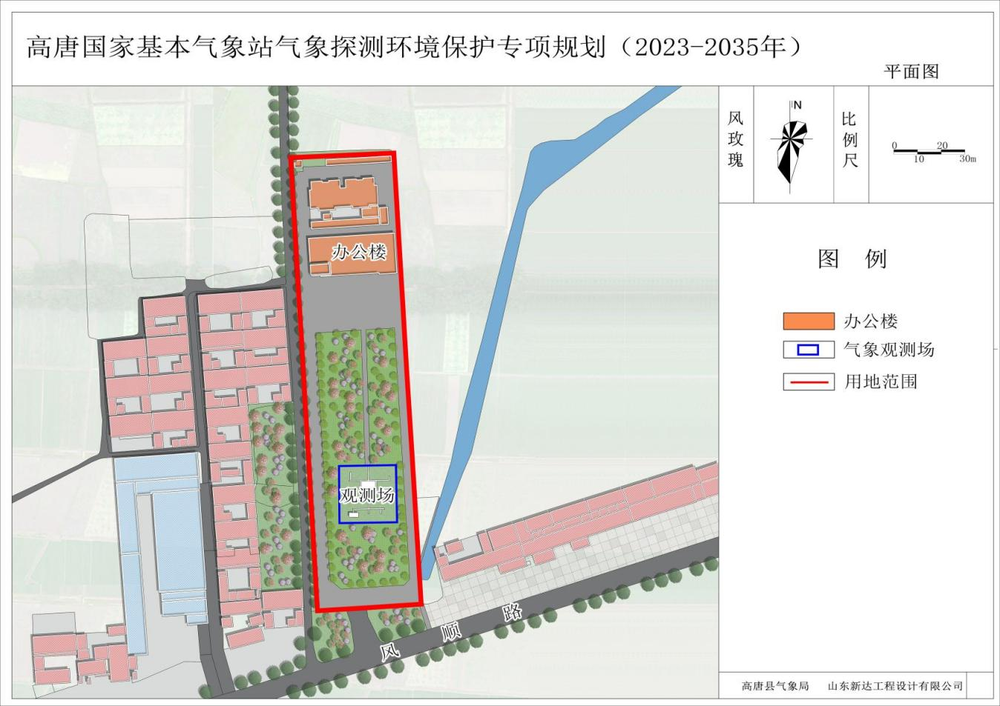 高唐国家基本气象站气象探测环境保护专项规划（2023-2035年）
平面图
风玫瑰
N
比例尺
0 20
10 30m
图 例
办公楼
气象观测场
用地范围
办公楼
观测场
风顺路
高唐县气象局 山东新达工程设计有限公司